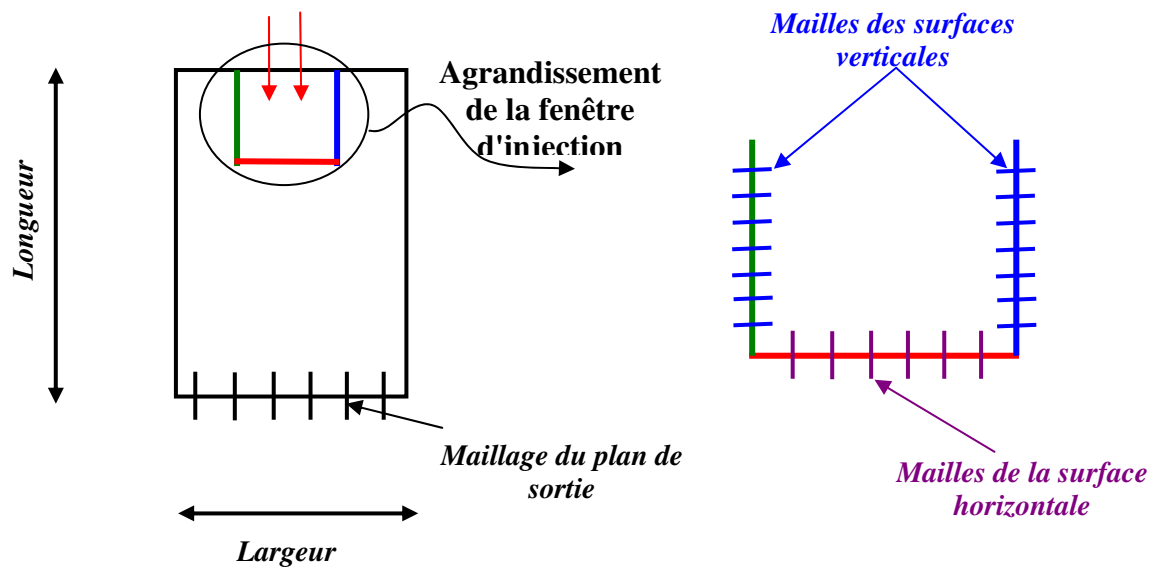 Mailles des surfaces
verticales
Agrandissement
de la fenêtre
d'injection
Longueur
Maillage du plan de
sortie
Mailles de la surface
horizontale
Largeur